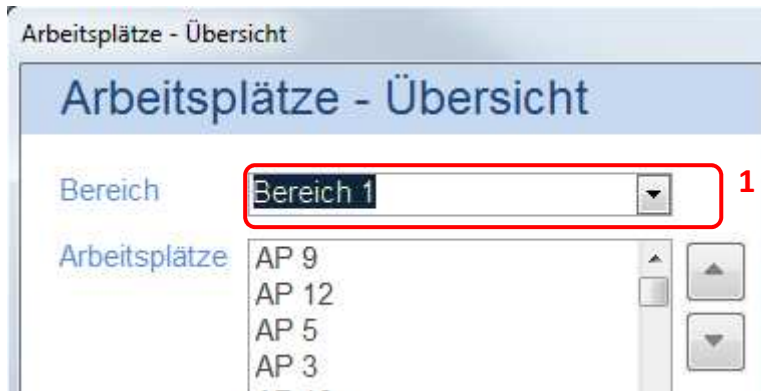 Arbeitsplätze - Übersicht
Arbeitsplätze - Übersicht
Bereich Bereich 1 1
Arbeitsplätze AP 9
AP 12
AP 5
AP 3